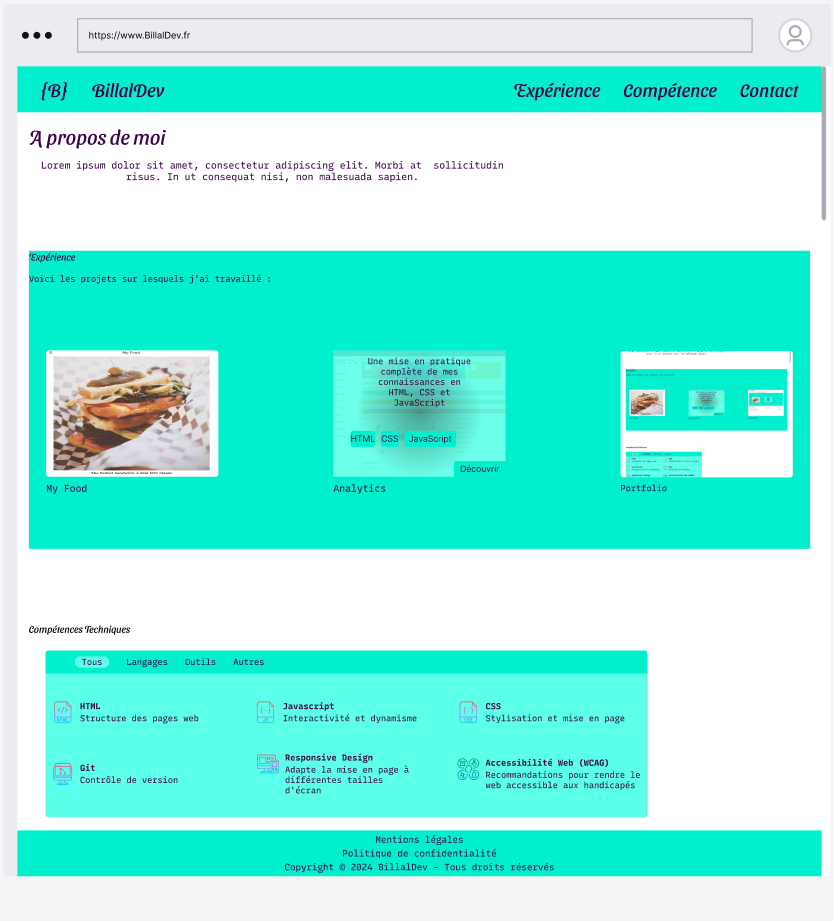 https://www.BillalDev.fr
{B} BillalDev Expérience Compétence Contact
A propos de moi
Lorem ipsum dolor sit amet, consectetur adipiscing elit. Morbi at sollicitudin
risus. In ut consequat nisi, non malesuada sapien.
Expérience
Voici les projets sur lesquels j'ai travaillé :
My Food
Une mise en pratique
complète de mes
connaissances en
HTML, CSS et
JavaScript
HTML CSS JavaScript
Découvrir
My Food
Analytics
Portfolio
Compétences Techniques
Tous Langages Outils Autres
HTML
Structure des pages web
Javascript
Interactivité et dynamisme
CSS
Stylisation et mise en page
Git
Contrôle de version
Responsive Design
Adapte la mise en page à
différentes tailles
d'écran
Accessibilité Web (WCAG)
Recommandations pour rendre le
web accessible aux handicapés
Mentions légales
Politique de confidentialité
Copyright © 2024 BillalDev - Tous droits réservés